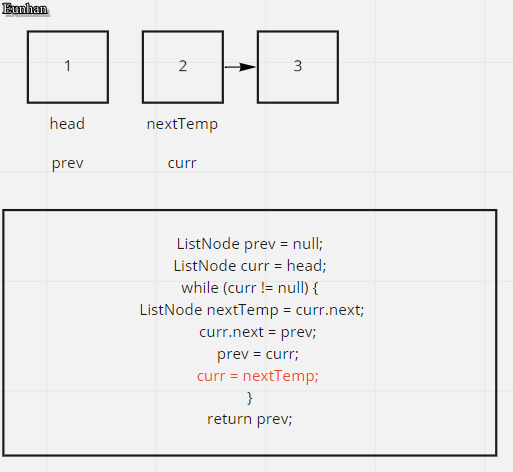 Eunhan
1 2 3
head nextTemp
prev curr
ListNode prev = null;
ListNode curr = head;
while (curr != null) {
ListNode nextTemp = curr.next;
curr.next = prev;
prev = curr;
curr = nextTemp;
}
return prev;